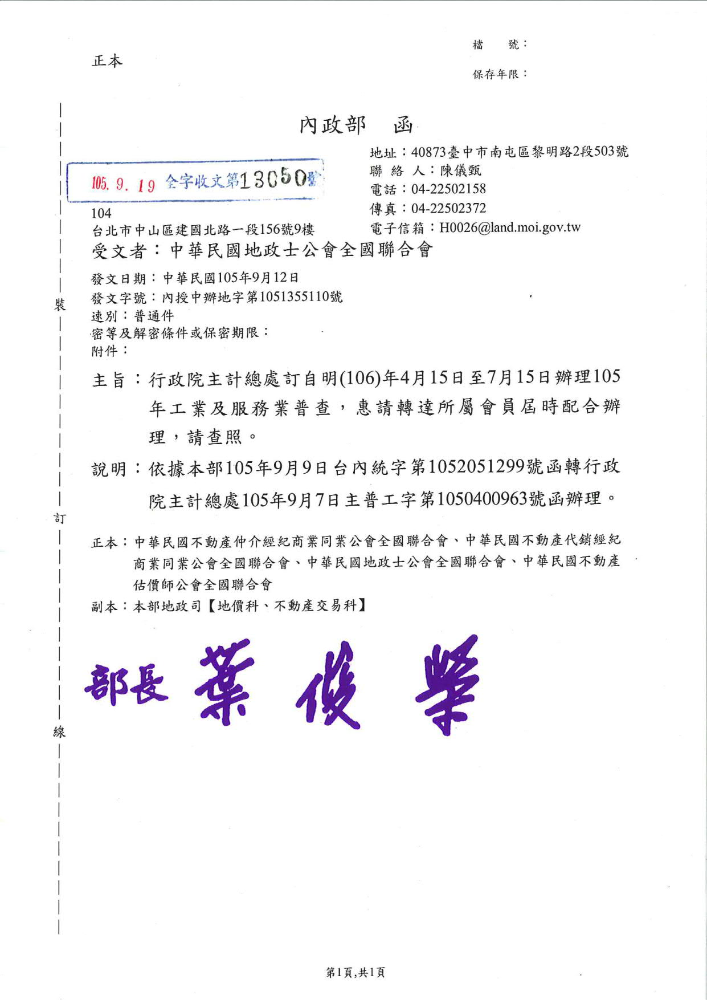 檔　　號：
正本
保存年限：
內政部　函
地址：40873臺中市南屯區黎明路2段503號
聯 絡 人：陳儀甄
電話：04-22502158
傳真：04-22502372
電子信箱：H0026@land.moi.gov.tw
105. 9. 19 全字收文第13050號
104
台北市中山區建國北路一段156號9樓
受文者：中華民國地政士公會全國聯合會
發文日期：中華民國105年9月12日
發文字號：內授中辦地字第1051355110號
速別：普通件
密等及解密條件或保密期限：
附件：
主旨：行政院主計總處訂自明(106)年4月15日至7月15日辦理105
年工業及服務業普查，惠請轉達所屬會員屆時配合辦
理，請查照。
說明：依據本部105年9月9日台內統字第1052051299號函轉行政
院主計總處105年9月7日主普工字第1050400963號函辦理。
正本：中華民國不動產仲介經紀商業同業公會全國聯合會、中華民國不動產代銷經紀
商業同業公會全國聯合會、中華民國地政士公會全國聯合會、中華民國不動產
估價師公會全國聯合會
副本：本部地政司【地價科、不動產交易科】
部長 葉俊榮
裝
訂
線
第1頁,共1頁